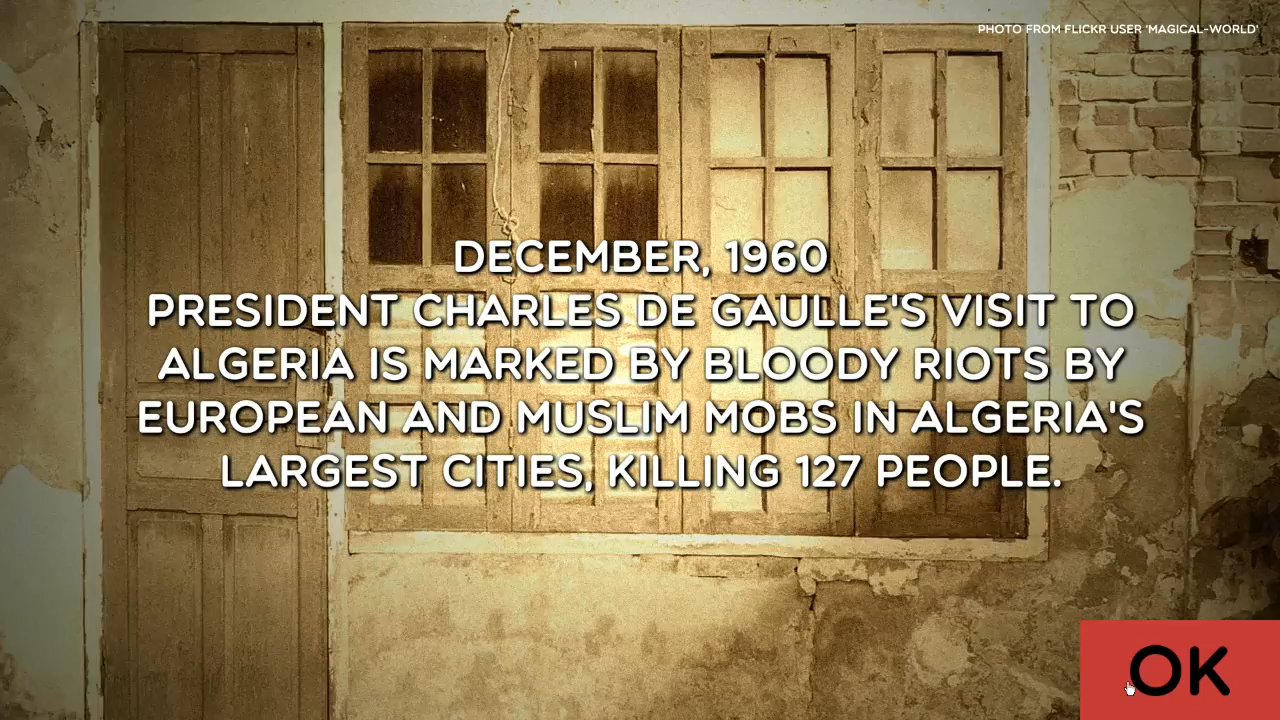 PHOTO FROM FLICKR USER 'MAGICAL-WORLD'
DECEMBER, 1960
PRESIDENT CHARLES DE GAULLE'S VISIT TO
ALGERIA IS MARKED BY BLOODY RIOTS BY
EUROPEAN AND MUSLIM MOBS IN ALGERIA'S
LARGEST CITIES, KILLING 127 PEOPLE.
OK